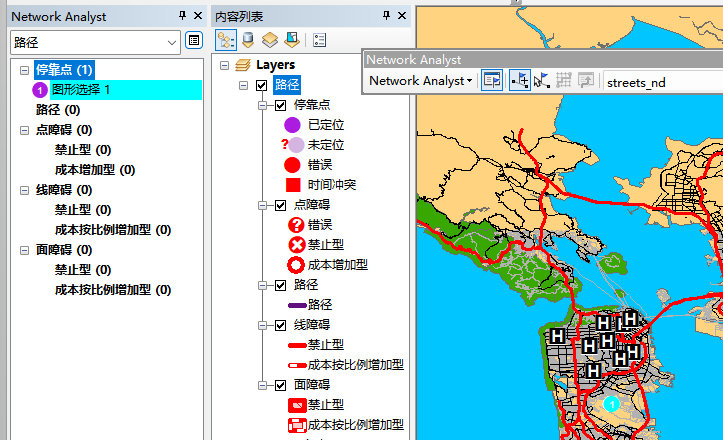 Network Analyst
路径
停靠点 (1)
1 图形选择 1
路径 (0)
点障碍 (0)
禁止型 (0)
成本增加型 (0)
线障碍 (0)
禁止型 (0)
成本按比例增加型 (0)
面障碍 (0)
禁止型 (0)
成本按比例增加型 (0)
内容列表
Layers
路径
停靠点
已定位
? 未定位
错误
时间冲突
点障碍
? 错误
禁止型
成本增加型
路径
路径
线障碍
禁止型
成本按比例增加型
面障碍
禁止型
成本按比例增加型
Network Analyst
Network Analyst
streets_nd
H
H
H
H
H
H
H
H
1